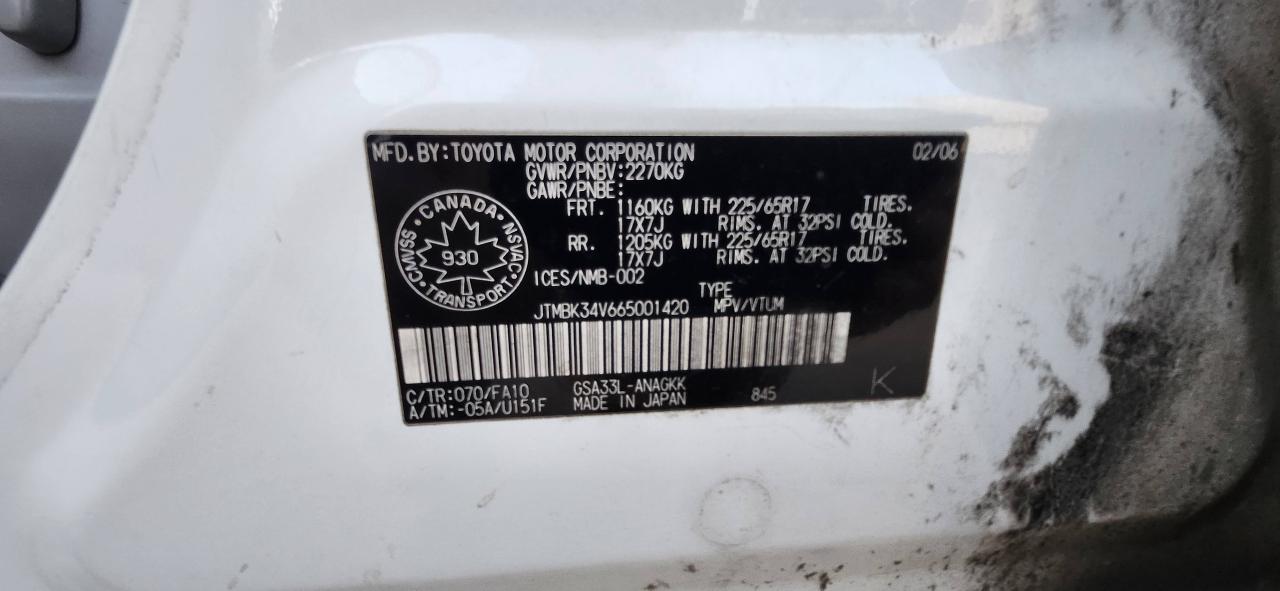 MFD.BY:TOYOTA MOTOR CORPORATION 02/06
GVWR/PNBV:2270KG
GAWR/PNBE:
FRT. 1160KG WITH 225/65R17 TIRES.
17X7J RIMS. AT 32PSI COLD.
RR. 1205KG WITH 225/65R17 TIRES.
17X7J RIMS. AT 32PSI COLD.
CANADA
CMVSS 930 NSVAC
TRANSPORT
ICES/NMB-002
TYPE
JTMBK34V665001420 MPV/VTUM
C/TR:070/FA10 GSA33L-ANAGKK 845 K
A/TM:-05A/U151F MADE IN JAPAN